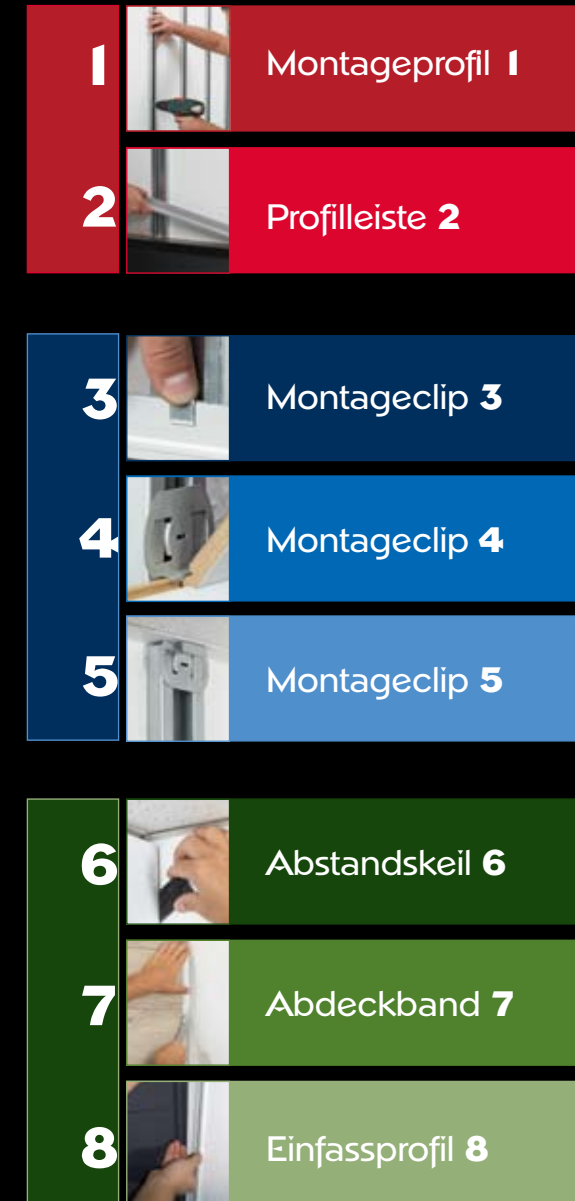 1
Montageprofil 1
2
Profilleiste 2
3
Montageclip 3
4
Montageclip 4
5
Montageclip 5
6
Abstandskeil 6
7
Abdeckband 7
8
Einfassprofil 8